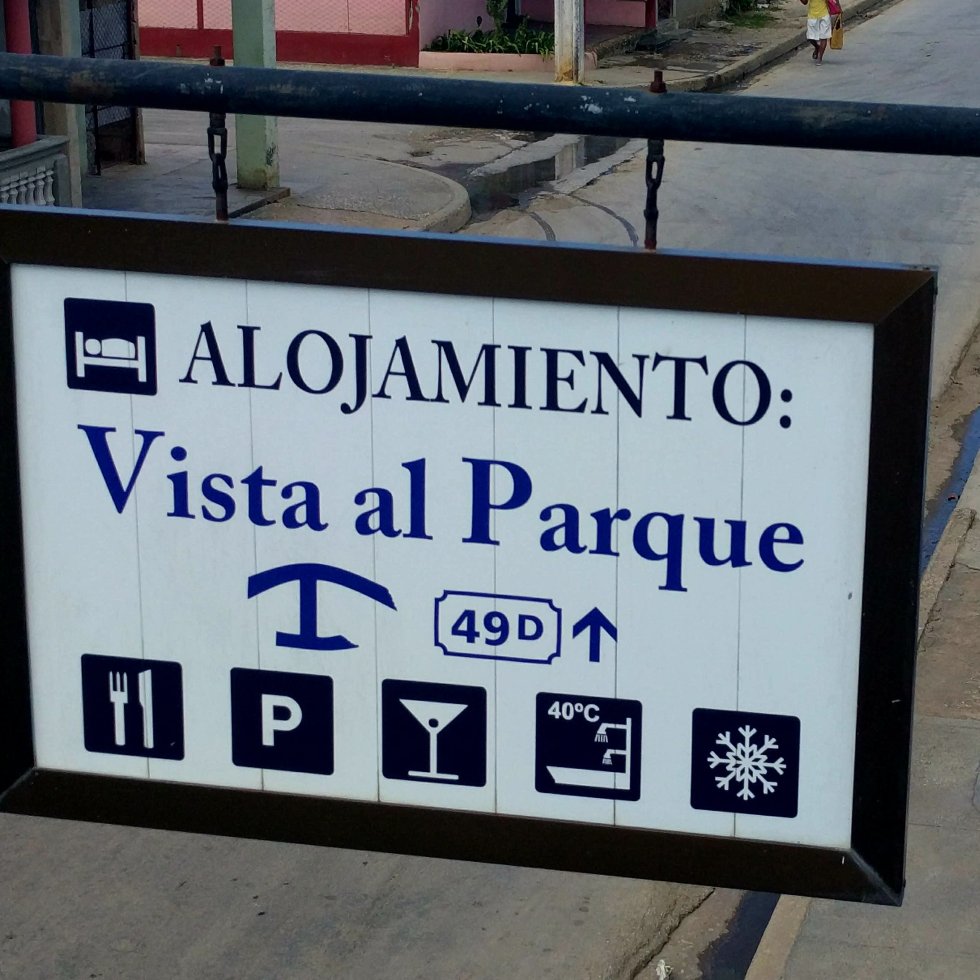 ALOJAMIENTO:
Vista al Parque
49D
P
40ºC